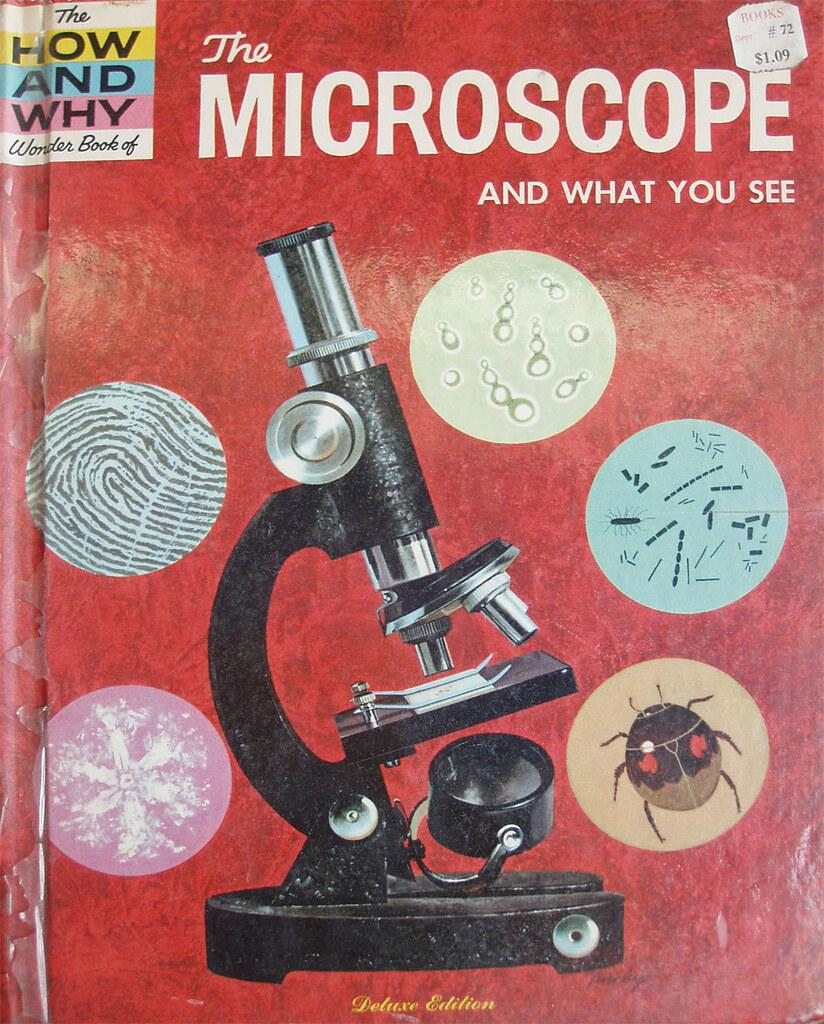 The
HOW
AND
WHY
Wonder Book of
The
MICROSCOPE
AND WHAT YOU SEE
BOOKS
Dept. # 72
$1.09
Deluxe Edition